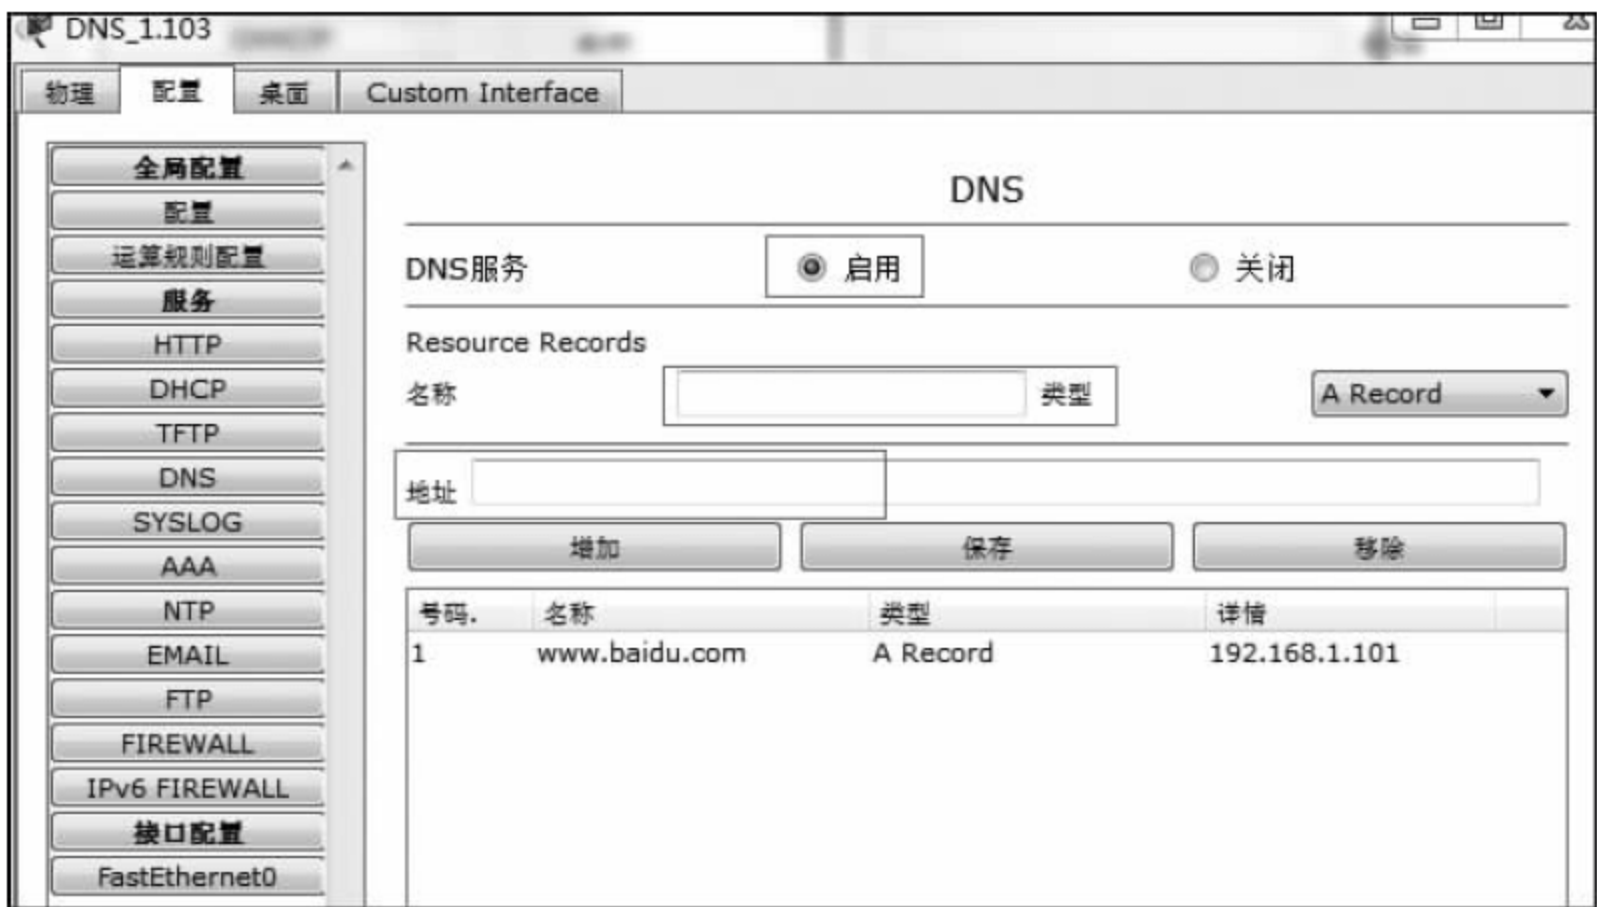 DNS_1.103
物理 配置 桌面 Custom Interface
全局配置
配置
运算规则配置
服务
HTTP
DHCP
TFTP
DNS
SYSLOG
AAA
NTP
EMAIL
FTP
FIREWALL
IPv6 FIREWALL
接口配置
FastEthernet0
DNS
DNS服务 启用 关闭
Resource Records
名称 类型 A Record
地址
增加 保存 移除
号码. 名称 类型 详情
1 www.baidu.com A Record 192.168.1.101